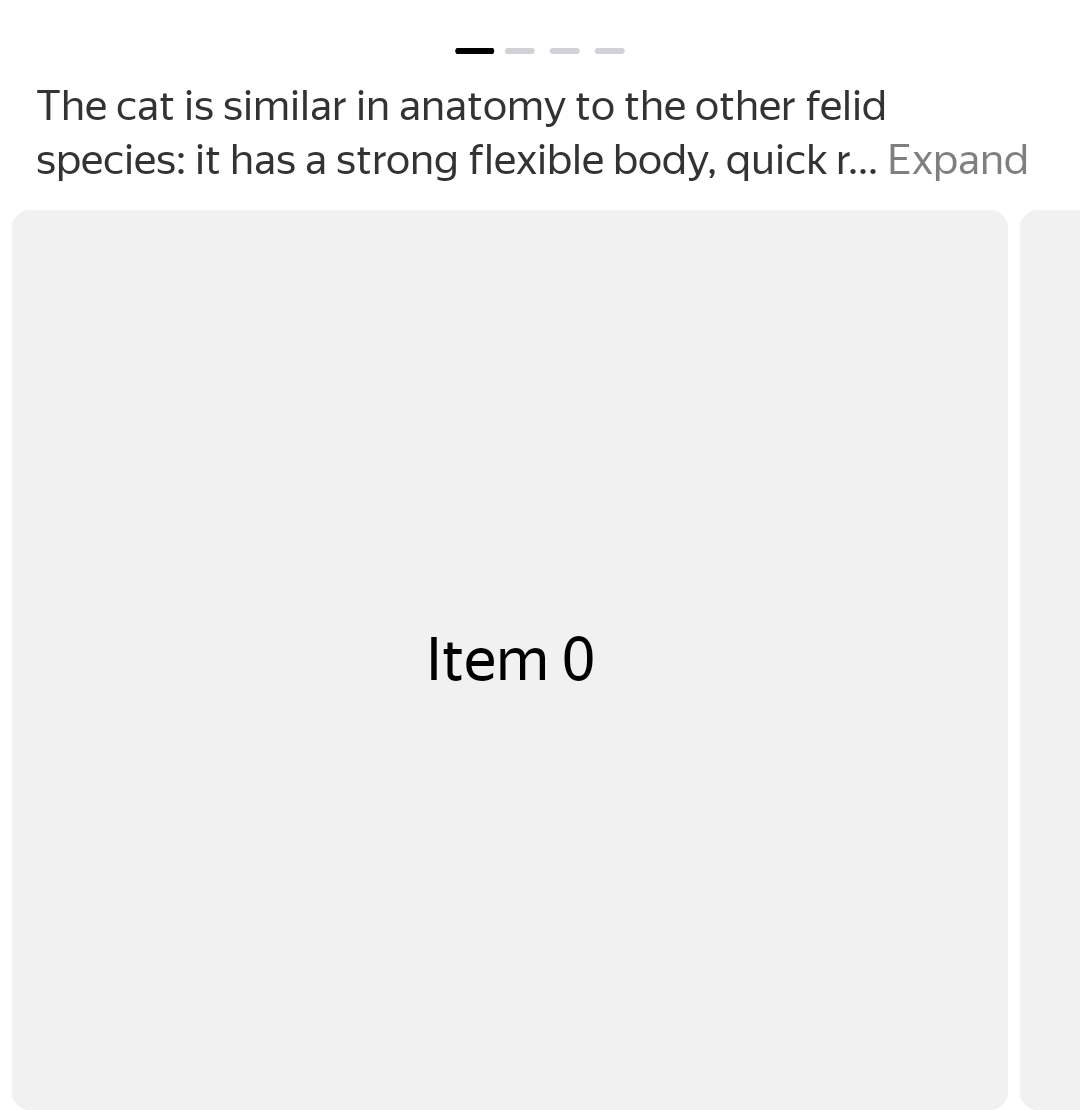 The cat is similar in anatomy to the other felid
species: it has a strong flexible body, quick r... Expand
Item 0